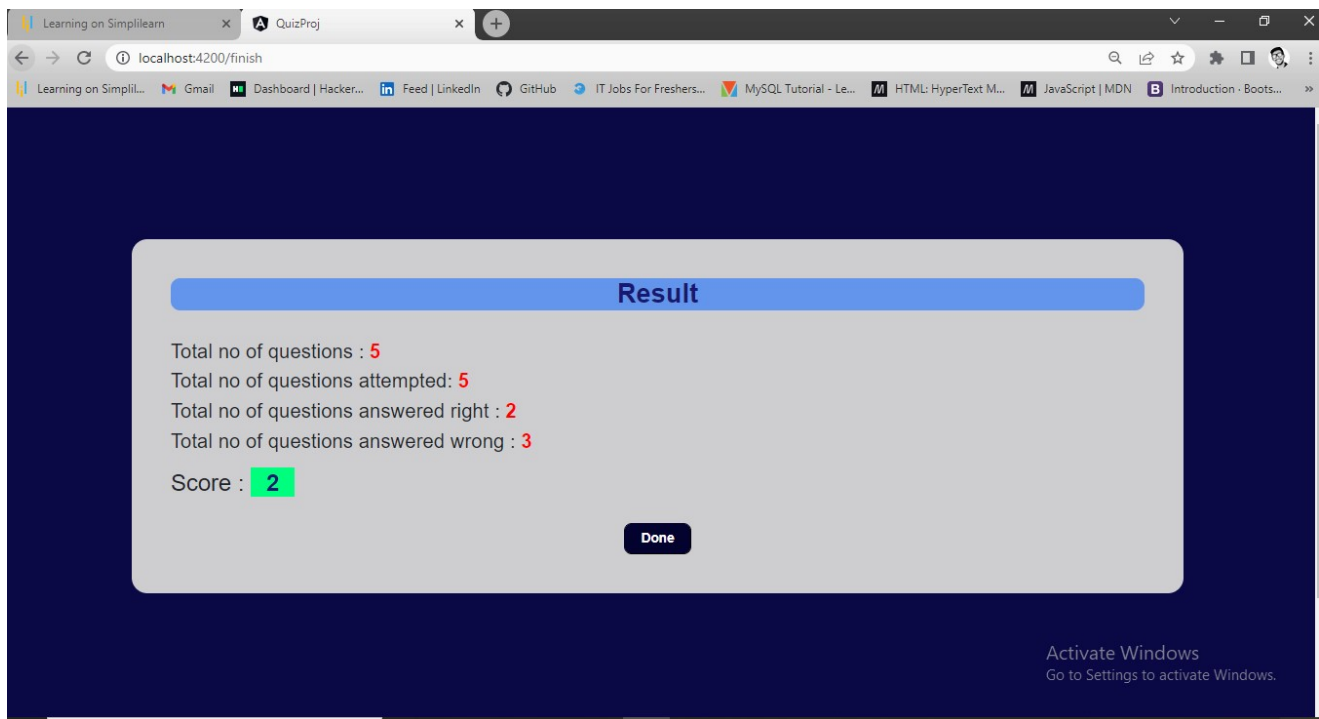 Learning on Simplilearn QuizProj
localhost:4200/finish
Learning on Simplil... Gmail Dashboard | Hacker... Feed | LinkedIn GitHub IT Jobs For Freshers... MySQL Tutorial - Le... HTML: HyperText M... JavaScript | MDN Introduction · Boots... »
Result
Total no of questions : 5
Total no of questions attempted: 5
Total no of questions answered right : 2
Total no of questions answered wrong : 3
Score : 2
Done
Activate Windows
Go to Settings to activate Windows.